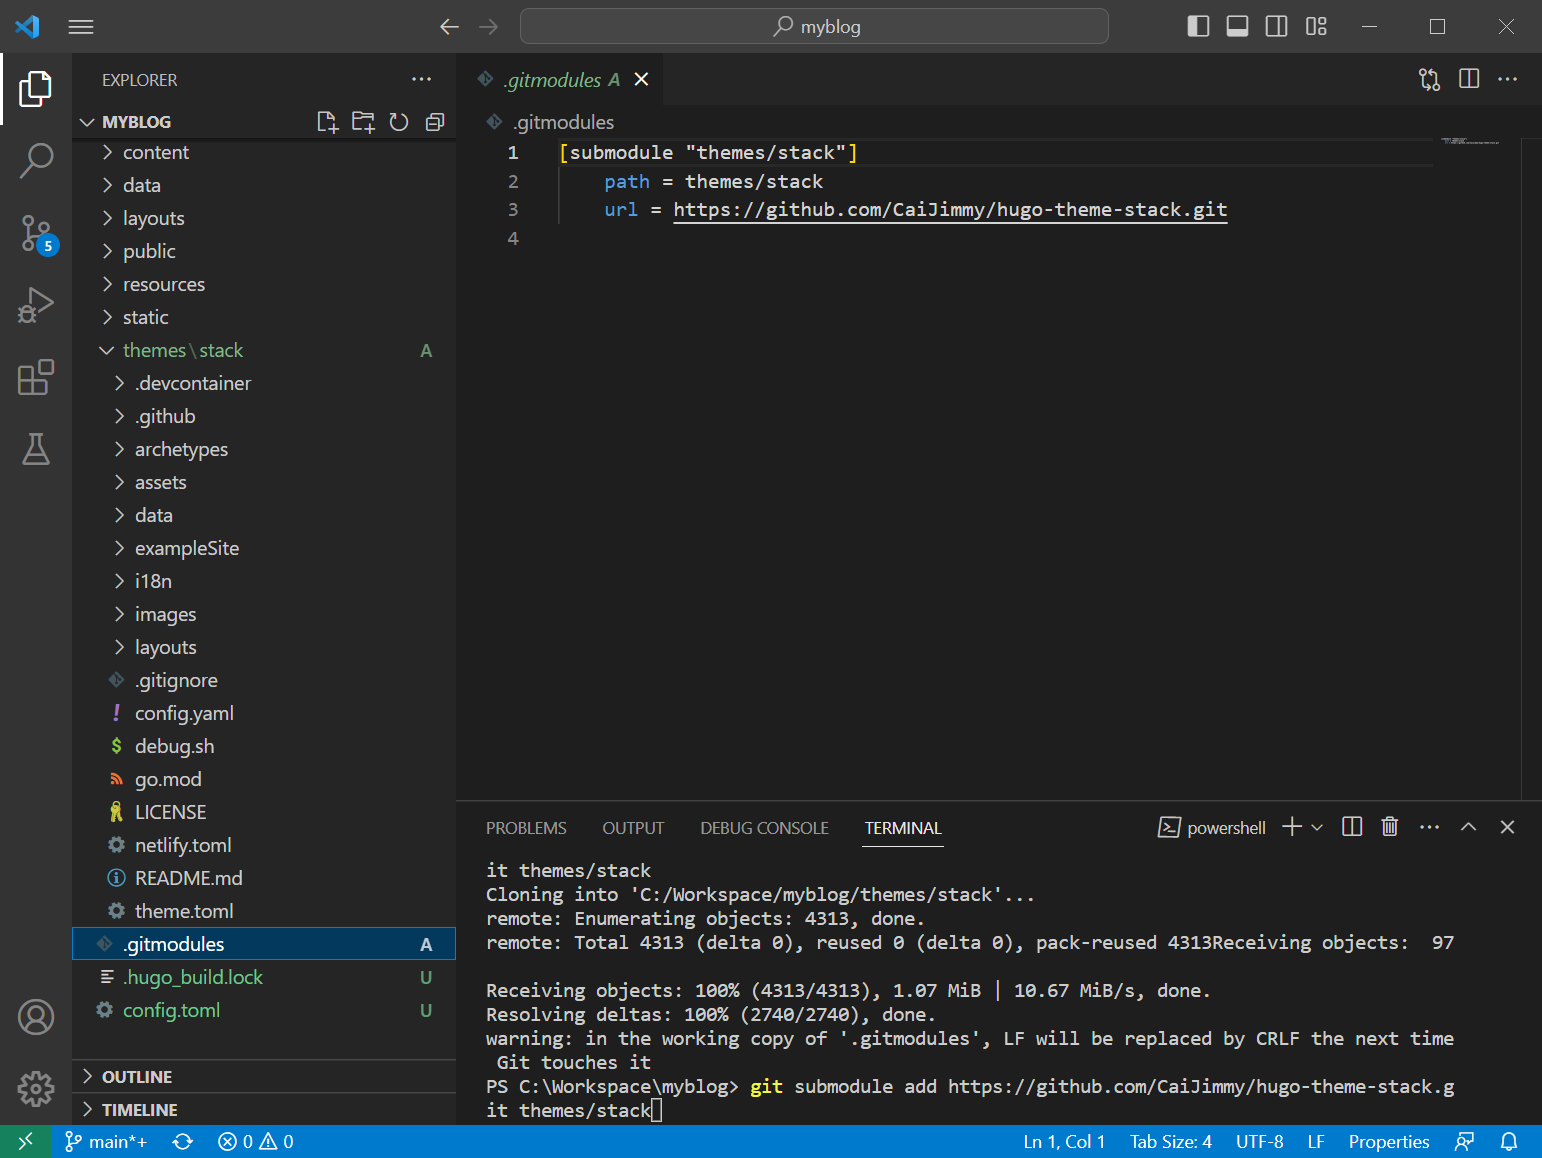 myblog
EXPLORER
MYBLOG
content
data
layouts
public
resources
static
themes\stack A
.devcontainer
.github
archetypes
assets
data
exampleSite
i18n
images
layouts
.gitignore
! config.yaml
$ debug.sh
go.mod
LICENSE
netlify.toml
README.md
theme.toml
.gitmodules A
.hugo_build.lock U
config.toml U
OUTLINE
TIMELINE
5
.gitmodules A
.gitmodules
1 [submodule "themes/stack"]
2 path = themes/stack
3 url = https://github.com/CaiJimmy/hugo-theme-stack.git
4
PROBLEMS OUTPUT DEBUG CONSOLE TERMINAL powershell
it themes/stack
Cloning into 'C:/Workspace/myblog/themes/stack'...
remote: Enumerating objects: 4313, done.
remote: Total 4313 (delta 0), reused 0 (delta 0), pack-reused 4313Receiving objects:  97
Receiving objects: 100% (4313/4313), 1.07 MiB | 10.67 MiB/s, done.
Resolving deltas: 100% (2740/2740), done.
warning: in the working copy of '.gitmodules', LF will be replaced by CRLF the next time
 Git touches it
PS C:\Workspace\myblog> git submodule add https://github.com/CaiJimmy/hugo-theme-stack.g
it themes/stack
main*+ 0 0 Ln 1, Col 1 Tab Size: 4 UTF-8 LF Properties